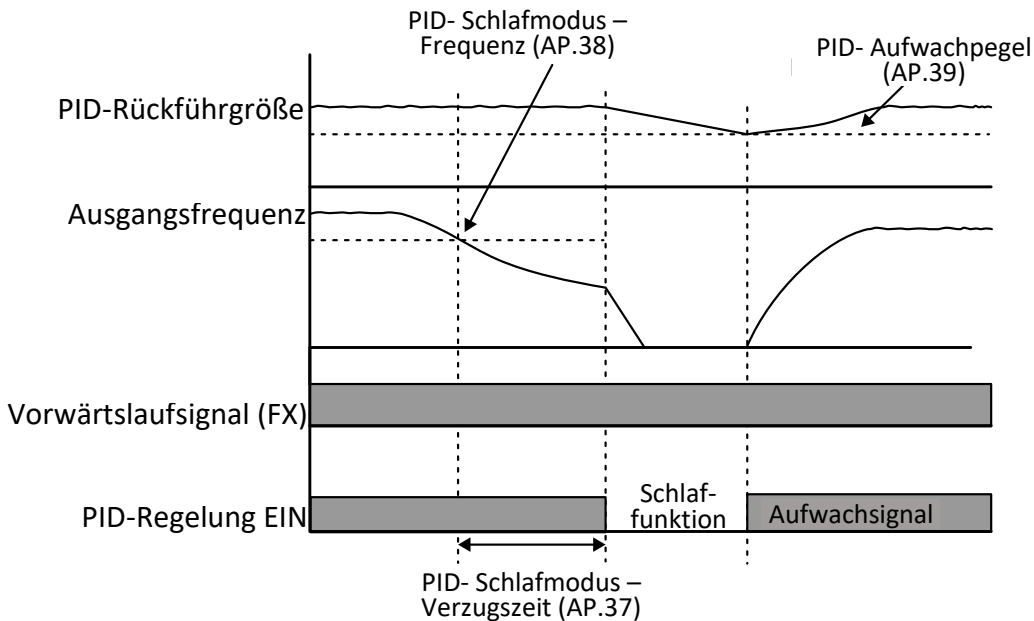 PID- Schlafmodus –
Frequenz (AP.38)
PID- Aufwachpegel
(AP.39)
PID-Rückführgröße
Ausgangsfrequenz
Vorwärtslaufsignal (FX)
PID-Regelung EIN
Schlaf-
funktion
Aufwachsignal
PID- Schlafmodus –
Verzugszeit (AP.37)